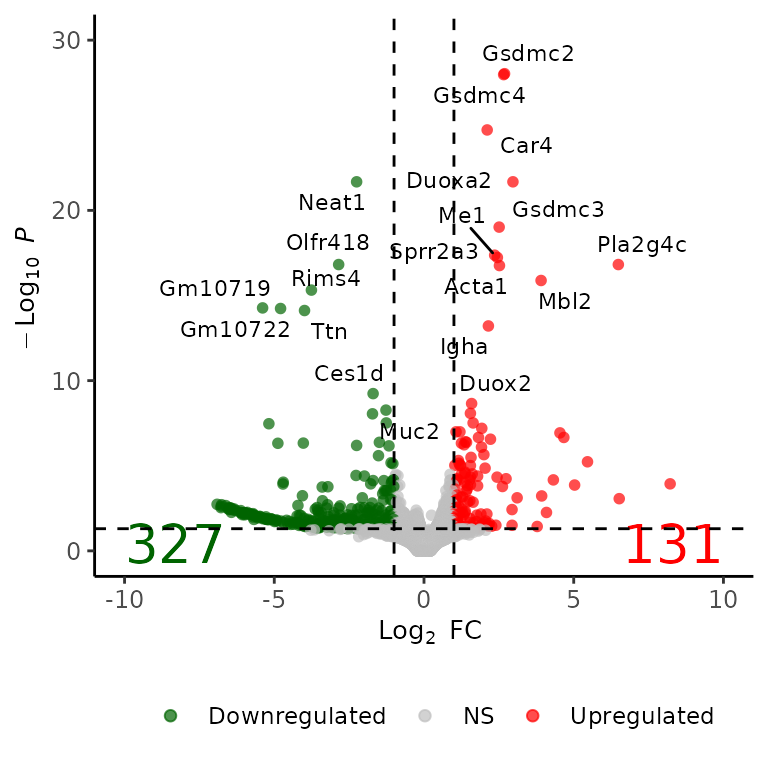 30
20
10
0
−Log10 P
Gsdmc2
Gsdmc4
Car4
Duoxa2
Neat1
Gsdmc3
Me1
Olfr418
Sprr2a3
Pla2g4c
Rims4
Gm10719
Acta1
Mbl2
Gm10722
Ttn
Igha
Ces1d
Duox2
Muc2
327
131
-10
-5
0
5
10
Log2 FC
Downregulated
NS
Upregulated